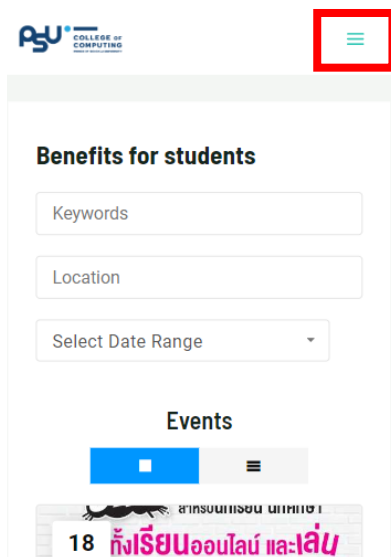 PSU
COLLEGE OF
COMPUTING
Benefits for students
Keywords
Location
Select Date Range
Events
18
ทั้งเรียนออนไลน์ และเล่น